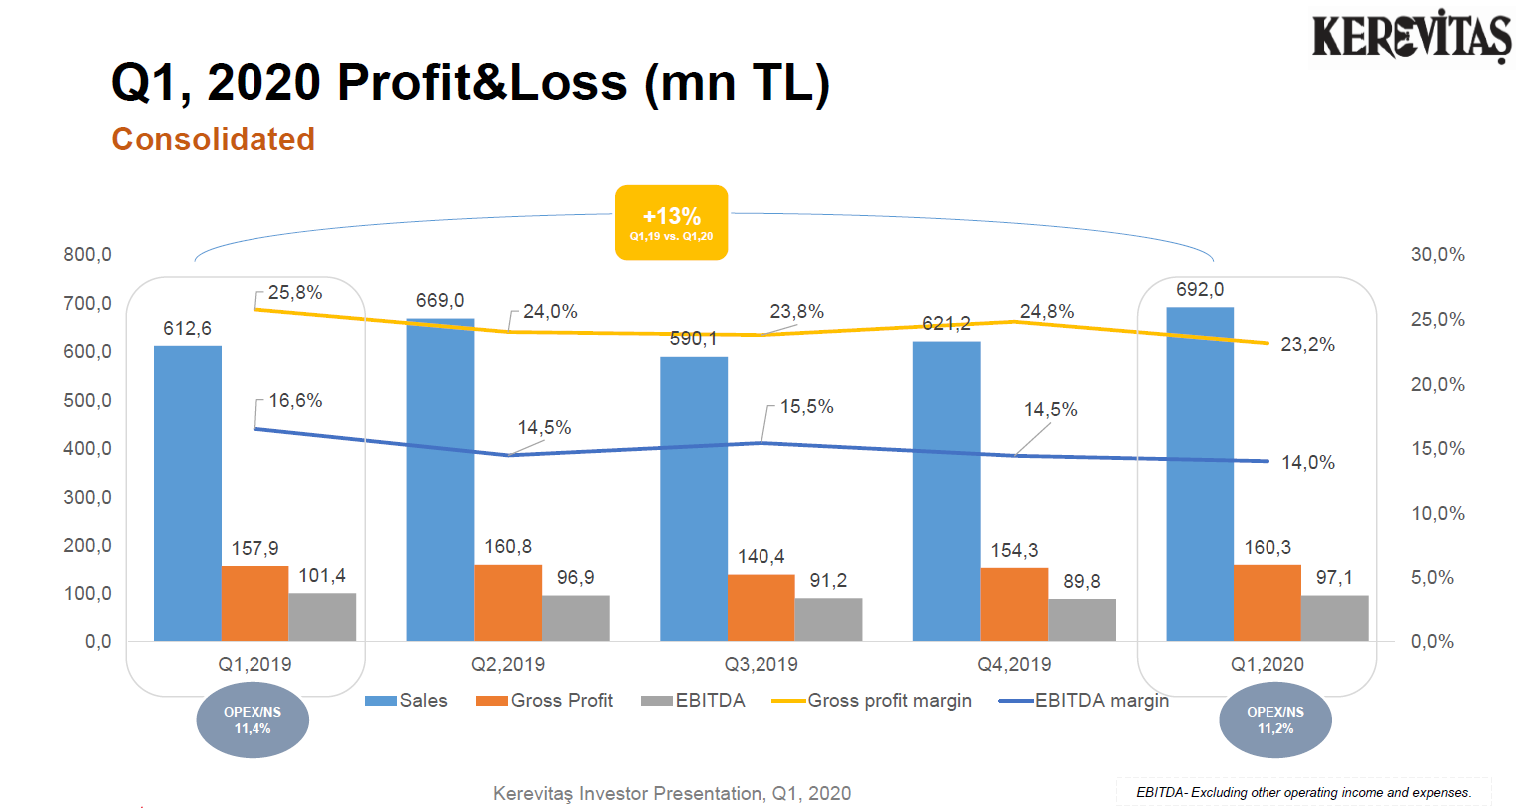 KEREVİTAŞ
Q1, 2020 Profit&Loss (mn TL)
Consolidated
+13%
Q1,19 vs. Q1,20
800,0
700,0
600,0
500,0
400,0
300,0
200,0
100,0
0,0
30,0%
25,0%
20,0%
15,0%
10,0%
5,0%
0,0%
612,6
669,0
590,1
621,2
692,0
25,8%
24,0%
23,8%
24,8%
23,2%
16,6%
14,5%
15,5%
14,5%
14,0%
157,9
160,8
140,4
154,3
160,3
101,4
96,9
91,2
89,8
97,1
Q1,2019
Q2,2019
Q3,2019
Q4,2019
Q1,2020
Sales
Gross Profit
EBITDA
Gross profit margin
EBITDA margin
OPEX/NS
11,4%
OPEX/NS
11,2%
Kerevitaş Investor Presentation, Q1, 2020
EBITDA- Excluding other operating income and expenses.